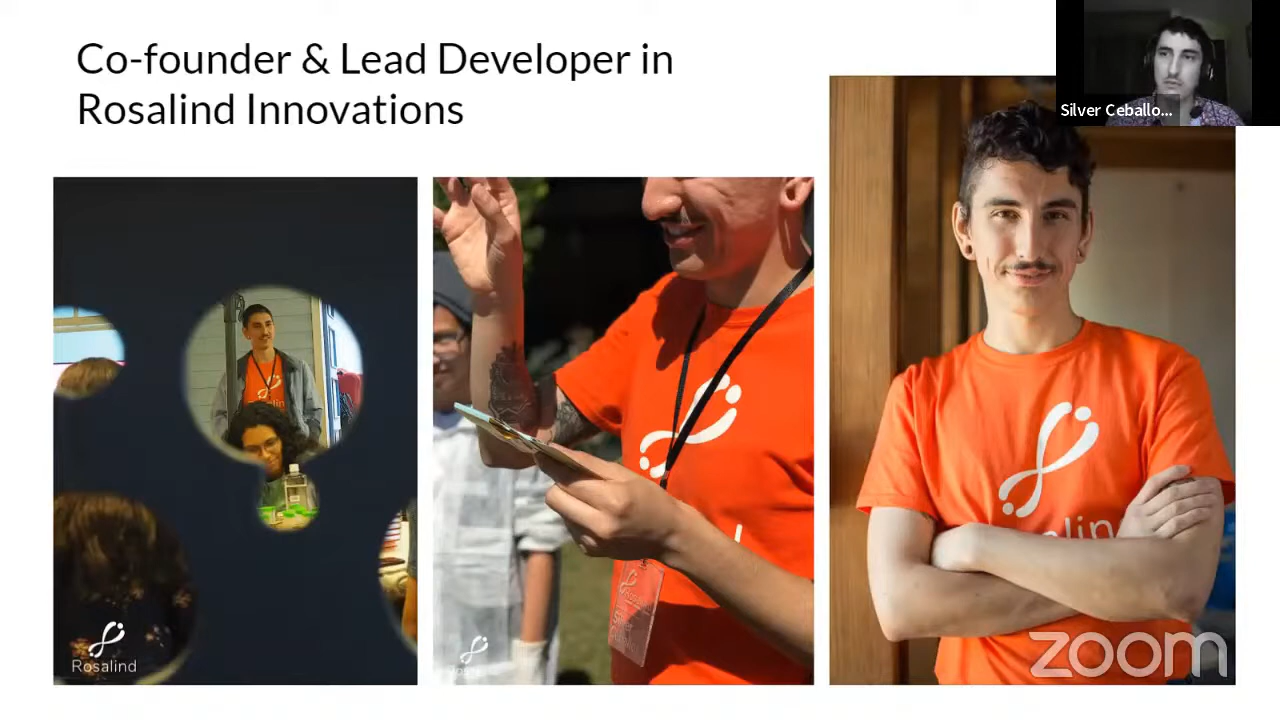 Co-founder & Lead Developer in
Rosalind Innovations
Silver Ceballo...
Rosalind
zoom